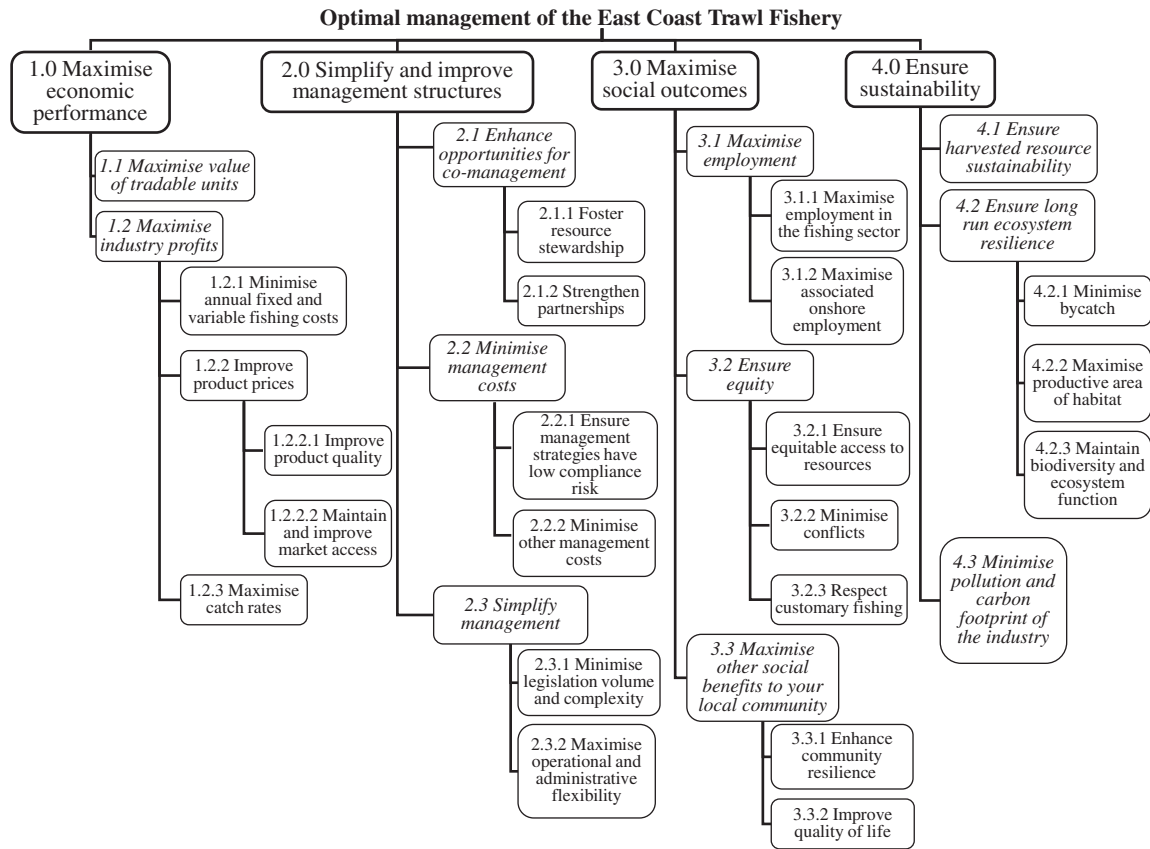 Optimal management of the East Coast Trawl Fishery
1.0 Maximise
economic
performance
1.1 Maximise value
of tradable units
1.2 Maximise
industry profits
1.2.1 Minimise
annual fixed and
variable fishing costs
1.2.2 Improve
product prices
1.2.2.1 Improve
product quality
1.2.2.2 Maintain
and improve
market access
1.2.3 Maximise
catch rates
2.0 Simplify and improve
management structures
2.1 Enhance
opportunities for
co-management
2.1.1 Foster
resource
stewardship
2.1.2 Strengthen
partnerships
2.2 Minimise
management
costs
2.2.1 Ensure
management
strategies have
low compliance
risk
2.2.2 Minimise
other management
costs
2.3 Simplify
management
2.3.1 Minimise
legislation volume
and complexity
2.3.2 Maximise
operational and
administrative
flexibility
3.0 Maximise
social outcomes
3.1 Maximise
employment
3.1.1 Maximise
employment in
the fishing sector
3.1.2 Maximise
associated
onshore
employment
3.2 Ensure
equity
3.2.1 Ensure
equitable access to
resources
3.2.2 Minimise
conflicts
3.2.3 Respect
customary fishing
3.3 Maximise
other social
benefits to your
local community
3.3.1 Enhance
community
resilience
3.3.2 Improve
quality of life
4.0 Ensure
sustainability
4.1 Ensure
harvested resource
sustainability
4.2 Ensure long
run ecosystem
resilience
4.2.1 Minimise
bycatch
4.2.2 Maximise
productive area
of habitat
4.2.3 Maintain
biodiversity and
ecosystem
function
4.3 Minimise
pollution and
carbon
footprint of
the industry